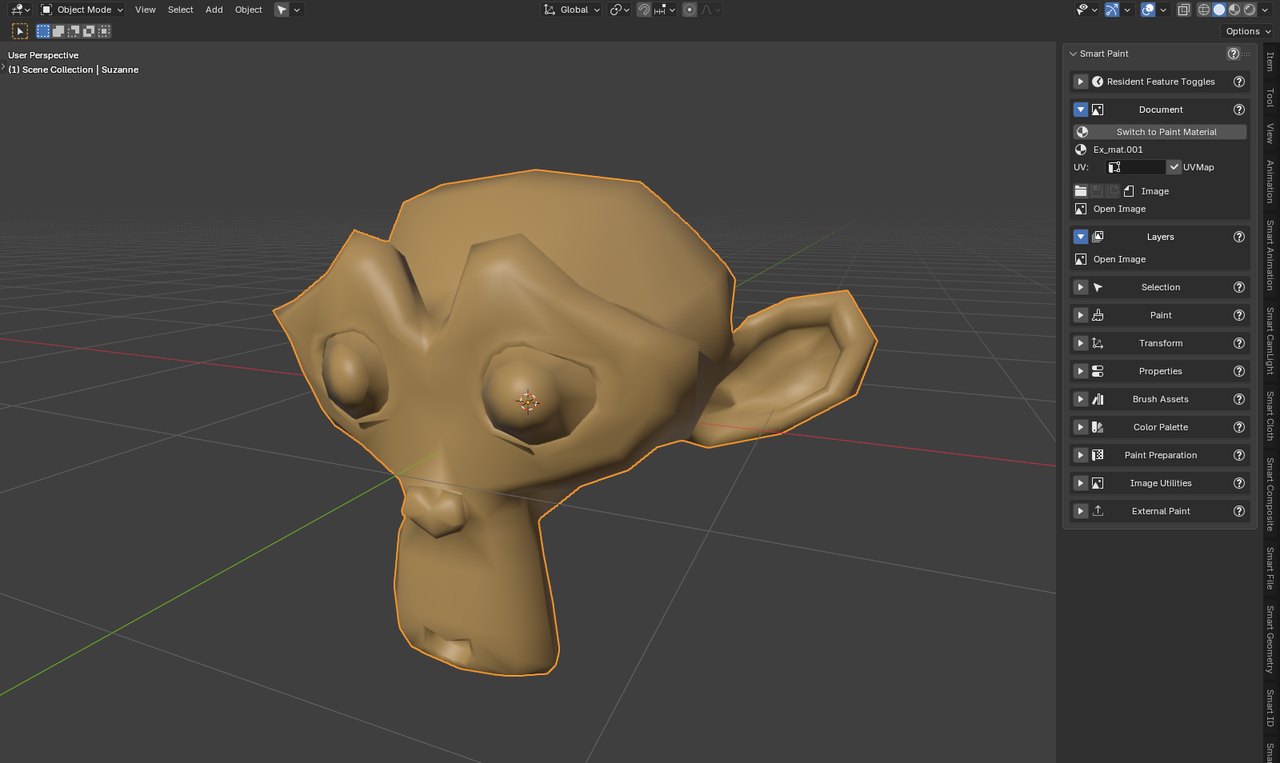 Object Mode View Select Add Object Global
Options
User Perspective
(1) Scene Collection | Suzanne
Smart Paint
Resident Feature Toggles
Document
Switch to Paint Material
Ex_mat.001
UV: UVMap
Image
Open Image
Layers
Open Image
Selection
Paint
Transform
Properties
Brush Assets
Color Palette
Paint Preparation
Image Utilities
External Paint
Item
Tool
View
Animation
Smart Animation
Smart CamLight
Smart Cloth
Smart Composite
Smart File
Smart Geometry
Smart ID